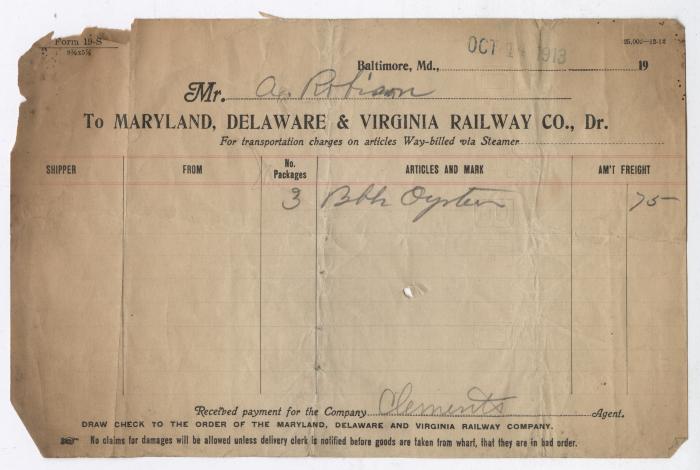 Form 19-S
25,000—12-12
OCT 1913
Baltimore, Md., 19
Mr. Robinson
To MARYLAND, DELAWARE & VIRGINIA RAILWAY CO., Dr.
For transportation charges on articles Way-billed via Steamer
SHIPPER FROM No. Packages ARTICLES AND MARK AM'T FREIGHT
3 Bbls Oysters 75
Received payment for the Company Clements Agent.
DRAW CHECK TO THE ORDER OF THE MARYLAND, DELAWARE AND VIRGINIA RAILWAY COMPANY.
No claims for damages will be allowed unless delivery clerk is notified before goods are taken from wharf, that they are in bad order.